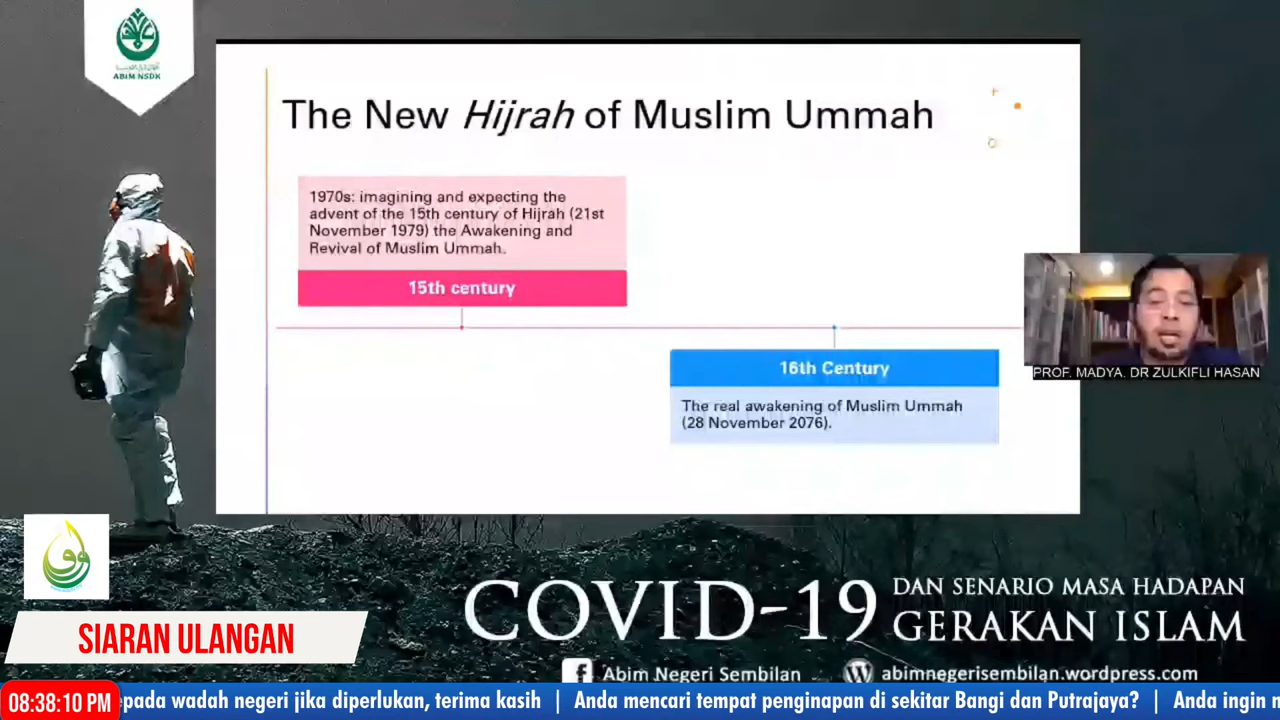 ABIM NSDK
The New Hijrah of Muslim Ummah
1970s: imagining and expecting the
advent of the 15th century of Hijrah (21st
November 1979) the Awakening and
Revival of Muslim Ummah.
15th century
16th Century
The real awakening of Muslim Ummah
(28 November 2076).
PROF. MADYA. DR ZULKIFLI HASAN
COVID-19
DAN SENARIO MASA HADAPAN
GERAKAN ISLAM
SIARAN ULANGAN
f Abim Negeri Sembilan
abimnegerisembilan.wordpress.com
08:38:10 PM
epada wadah negeri jika diperlukan, terima kasih | Anda mencari tempat penginapan di sekitar Bangi dan Putrajaya? | Anda ingin